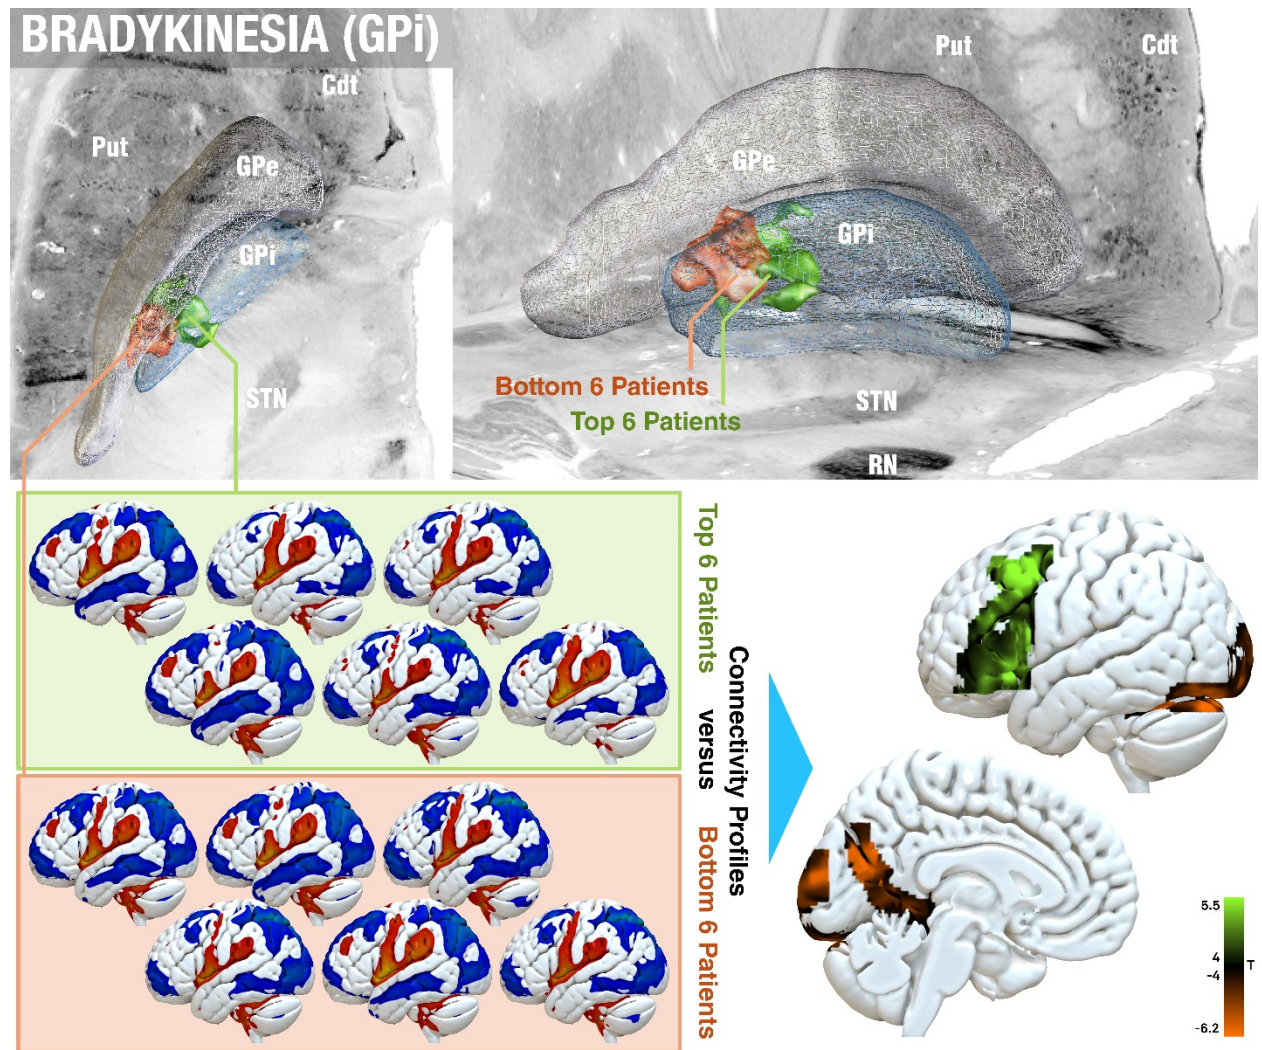 BRADYKINESIA (GPi)
Cdt
Put
GPe
GPi
STN
Put
Cdt
GPe
GPi
Bottom 6 Patients
Top 6 Patients
STN
RN
Top 6 Patients versus Bottom 6 Patients
Connectivity Profiles
5.5
4
-4
T
-6.2